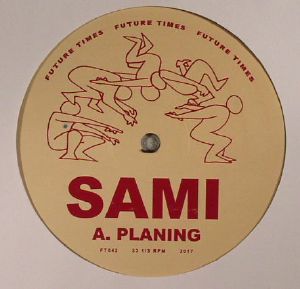 FUTURE TIMES FUTURE TIMES FUTURE TIMES
SAMI
A. PLANING
FT042 33 1/3 RPM 2017